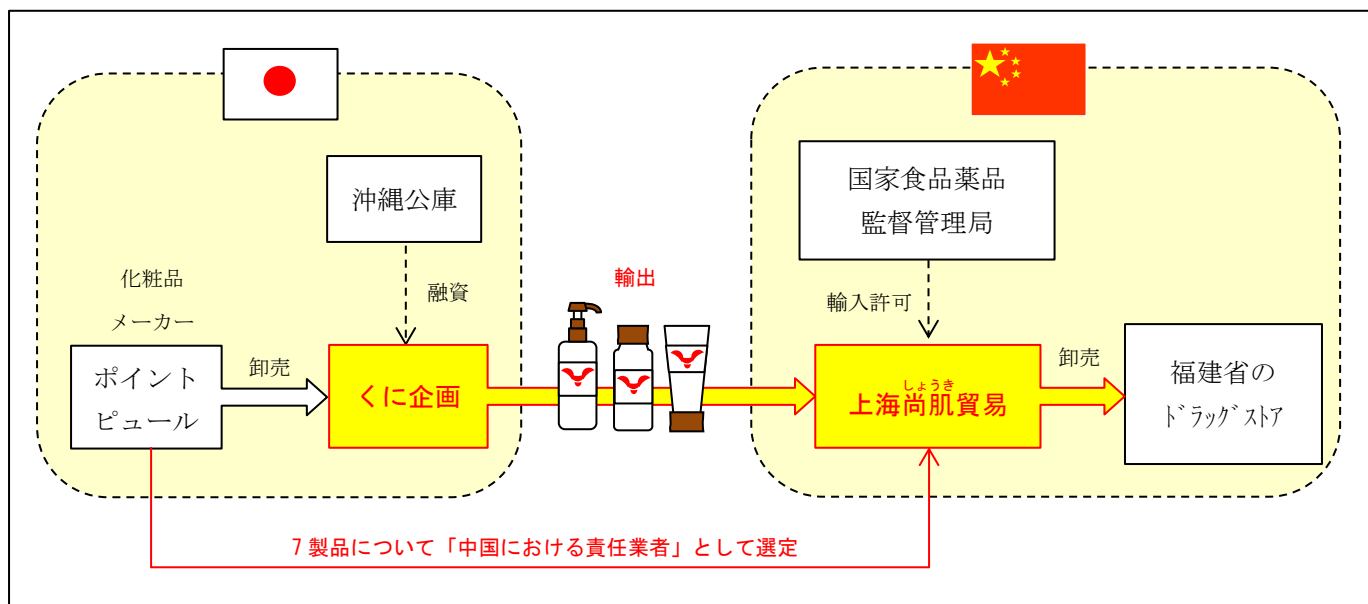 沖縄公庫
融資
化粧品
メーカー
ポイント
ピュール
卸売
くに企画
輸出
国家食品薬品
監督管理局
輸入許可
しょうき
上海尚肌貿易
卸売
福建省の
ﾄﾞﾗｯｸﾞｽﾄｱ
7製品について「中国における責任業者」として選定